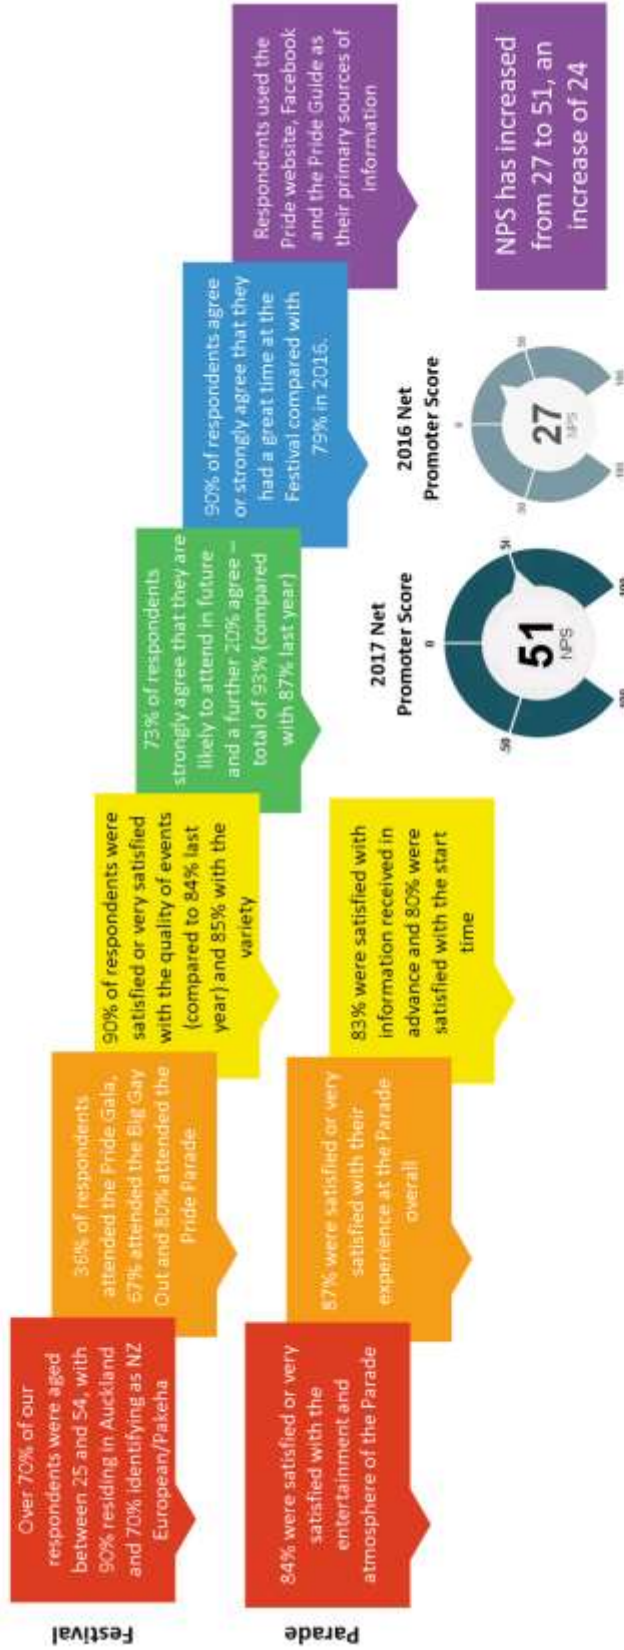 Festival
Over 70% of our
respondents were aged
between 25 and 54, with
90% residing in Auckland
and 70% identifying as NZ
European/Pakeha
36% of respondents
attended the Pride Gala,
67% attended the Big Gay
Out and 80% attended the
Pride Parade
90% of respondents were
satisfied or very satisfied
with the quality of events
(compared to 84% last
year) and 85% with the
variety
73% of respondents
strongly agree that they are
likely to attend in future
and a further 20% agree –
total of 93% (compared
with 87% last year)
90% of respondents agree
or strongly agree that they
had a great time at the
Festival compared with
79% in 2016.
Respondents used the
Pride website, Facebook
and the Pride Guide as
their primary sources of
information
Parade
84% were satisfied or very
satisfied with the
entertainment and
atmosphere of the Parade
87% were satisfied or very
satisfied with their
experience at the Parade
overall
83% were satisfied with
information received in
advance and 80% were
satisfied with the start
time
2017 Net
Promoter Score
0
-50
51
NPS
-100
100
2016 Net
Promoter Score
0
50
27
NPS
-100
100
NPS has increased
from 27 to 51, an
increase of 24